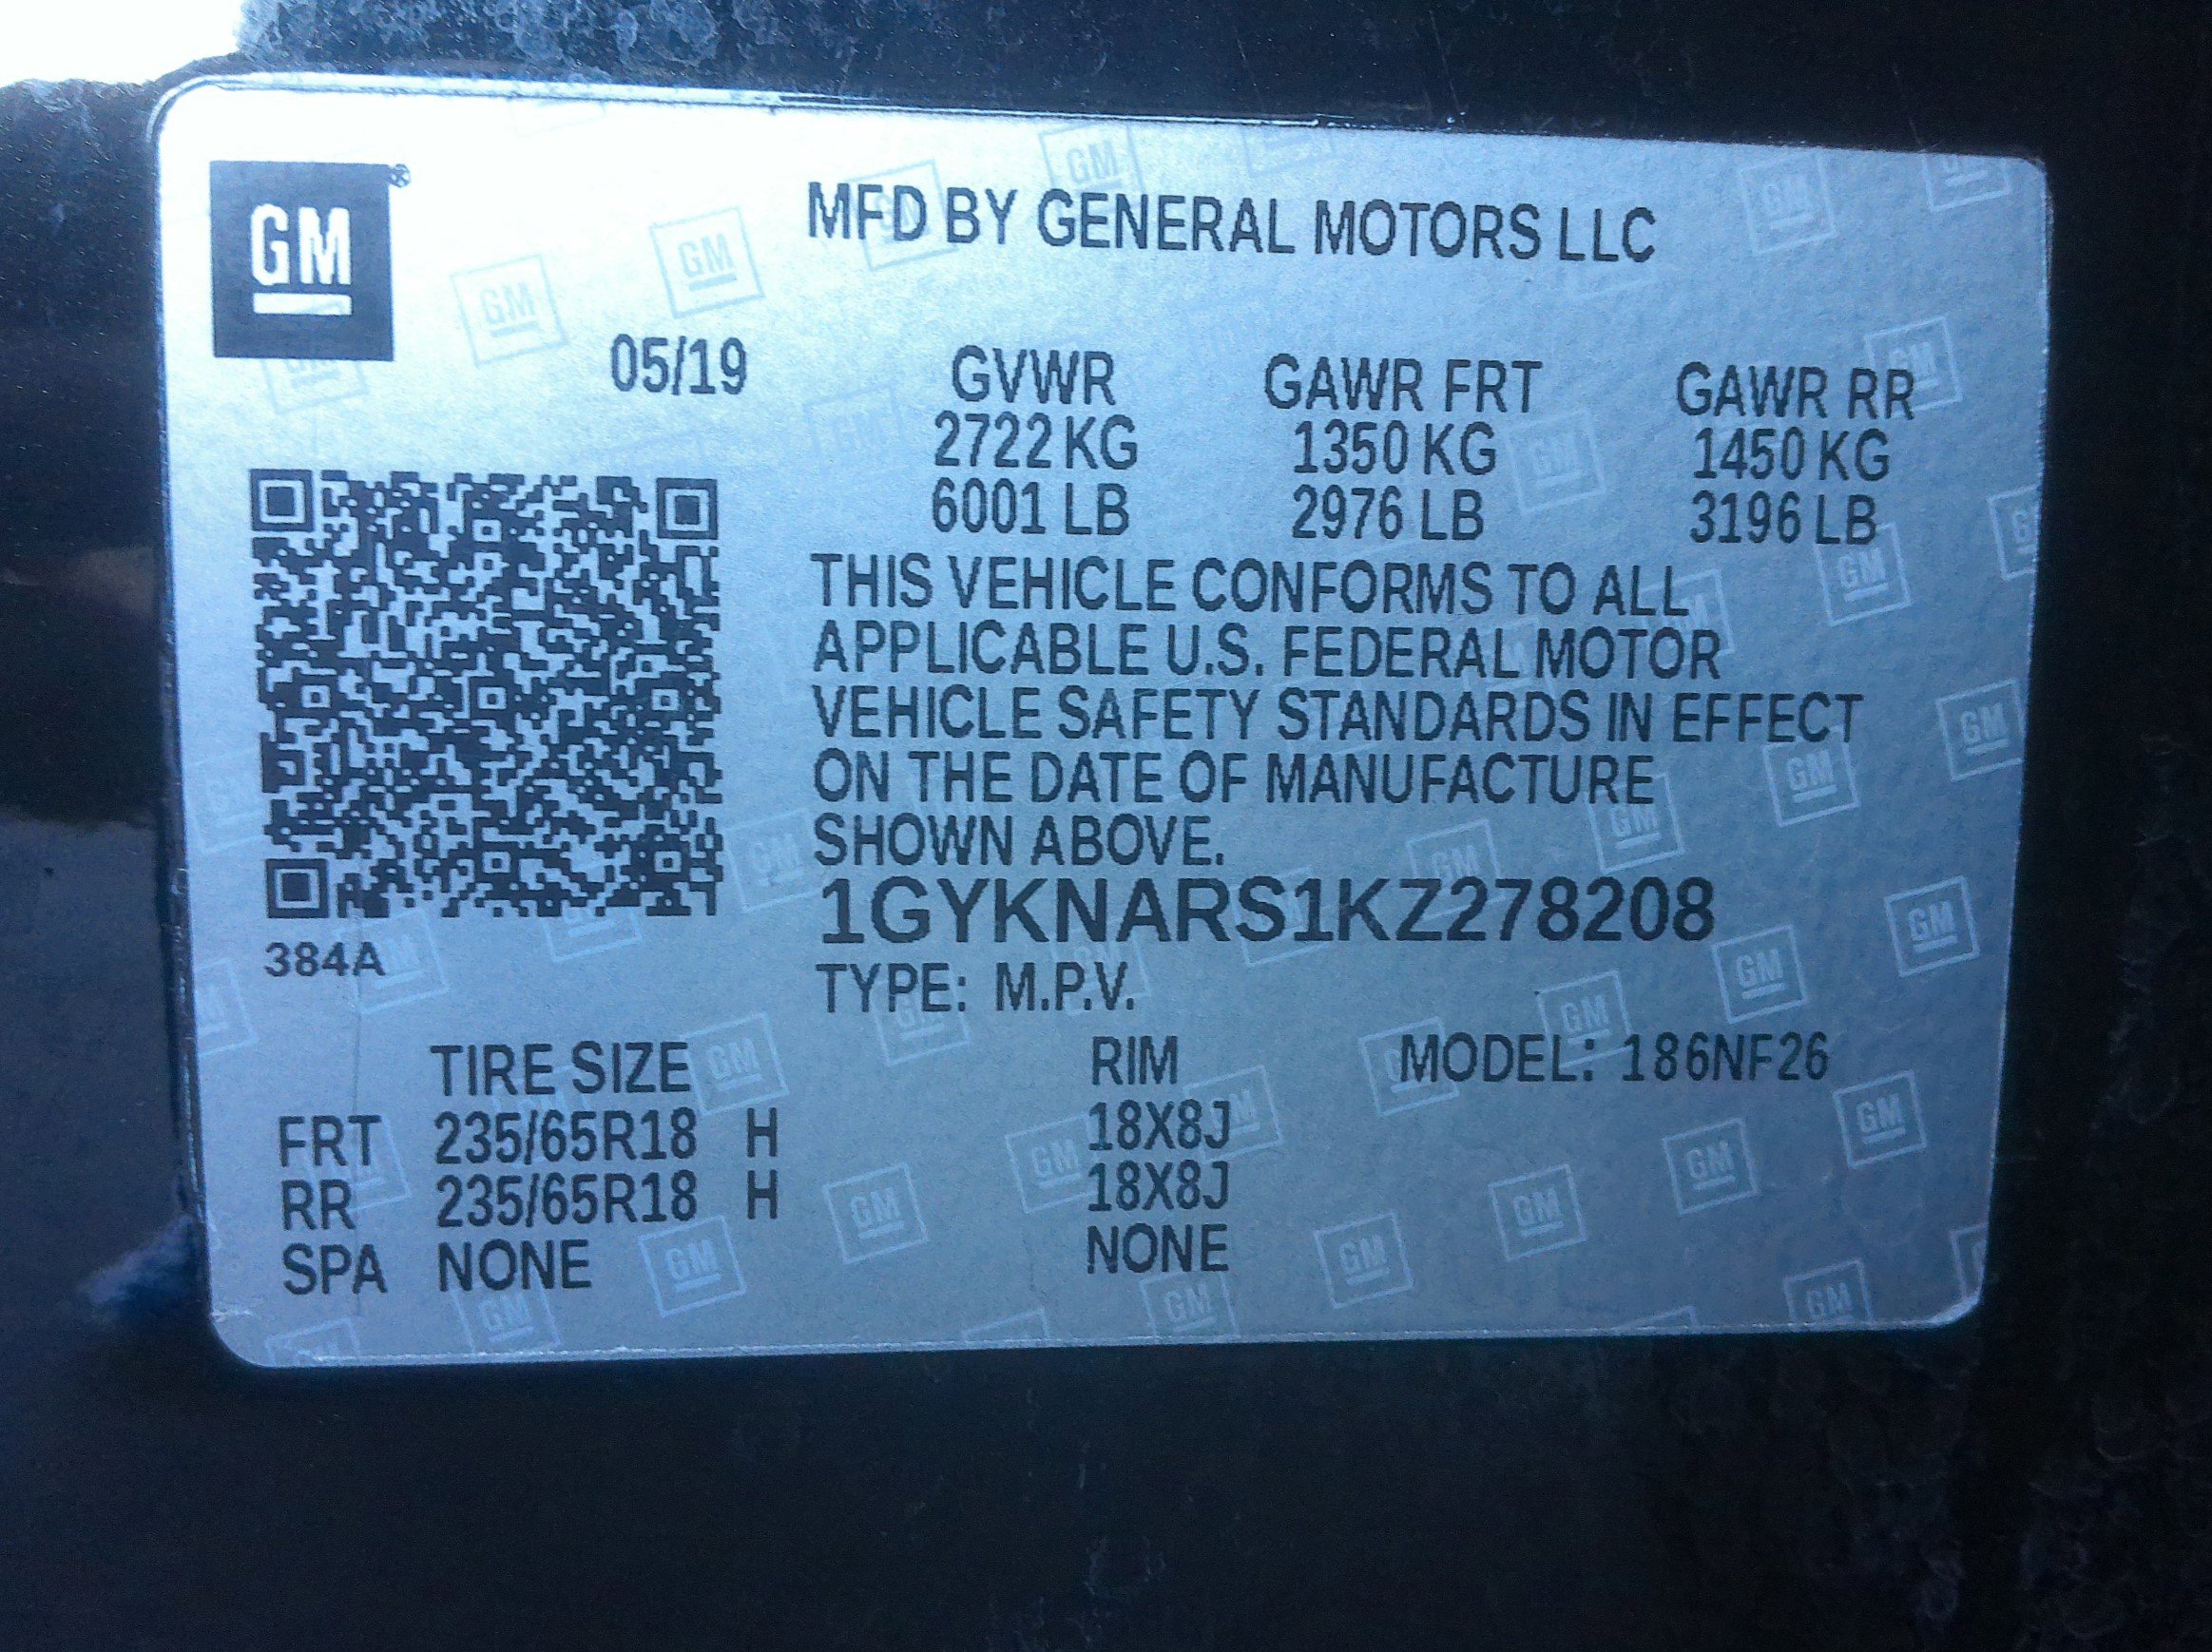 GM ®
MFD BY GENERAL MOTORS LLC
05/19 GVWR GAWR FRT GAWR RR
2722 KG 1350 KG 1450 KG
6001 LB 2976 LB 3196 LB
THIS VEHICLE CONFORMS TO ALL
APPLICABLE U.S. FEDERAL MOTOR
VEHICLE SAFETY STANDARDS IN EFFECT
ON THE DATE OF MANUFACTURE
SHOWN ABOVE.
1GYKNARS1KZ278208
384A
TYPE: M.P.V.
TIRE SIZE RIM MODEL: 186NF26
FRT 235/65R18 H 18X8J
RR 235/65R18 H 18X8J
SPA NONE NONE